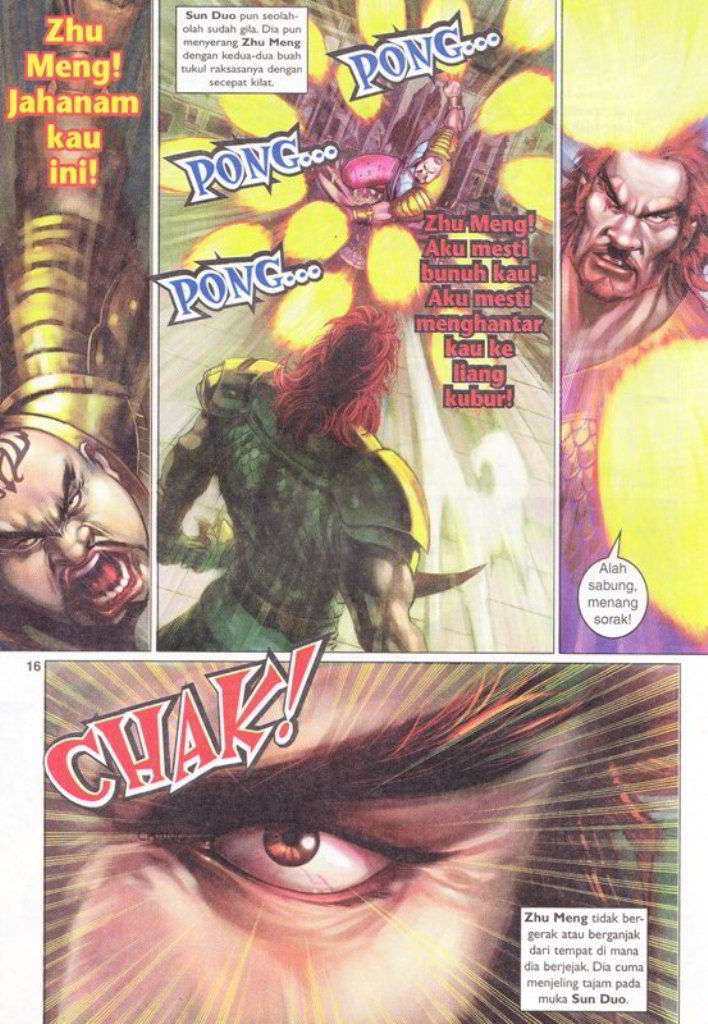 Zhu
Meng!
Jahanam
kau
ini!
Sun Duo pun seolah-
olah sudah gila. Dia pun
menyerang Zhu Meng
dengan kedua-dua buah
tukul raksasanya dengan
secepat kilat.
PONG...
PONG...
PONG...
Zhu Meng!
Aku mesti
bunuh kau!
Aku mesti
menghantar
kau ke
liang
kubur!
Alah
sabung,
menang
sorak!
16
CHAK!
Zhu Meng tidak ber-
gerak atau berganjak
dari tempat di mana
dia berjejak. Dia cuma
menjeling tajam pada
muka Sun Duo.